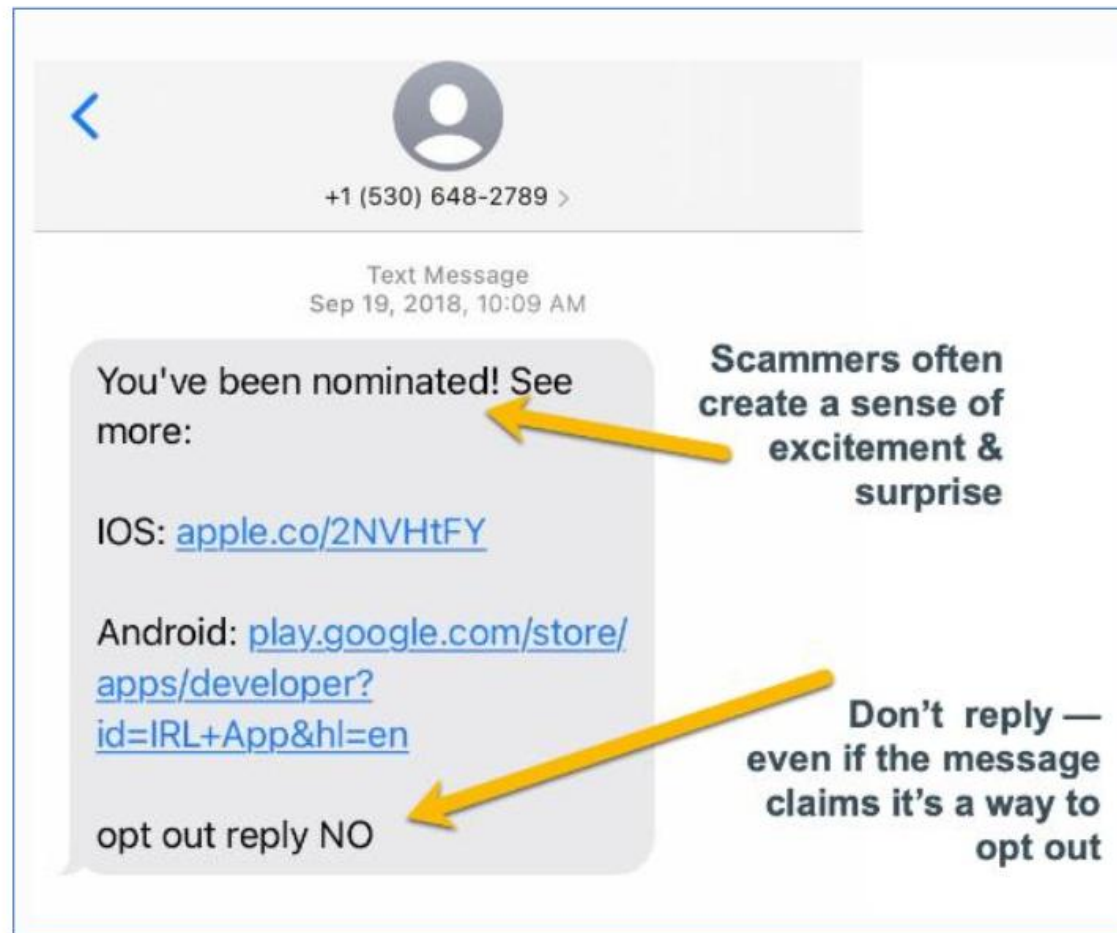 +1 (530) 648-2789 >
Text Message
Sep 19, 2018, 10:09 AM
You've been nominated! See
more:
IOS: apple.co/2NVHtFY
Android: play.google.com/store/
apps/developer?
id=IRL+App&hl=en
opt out reply NO
Scammers often
create a sense of
excitement &
surprise
Don't reply —
even if the message
claims it's a way to
opt out